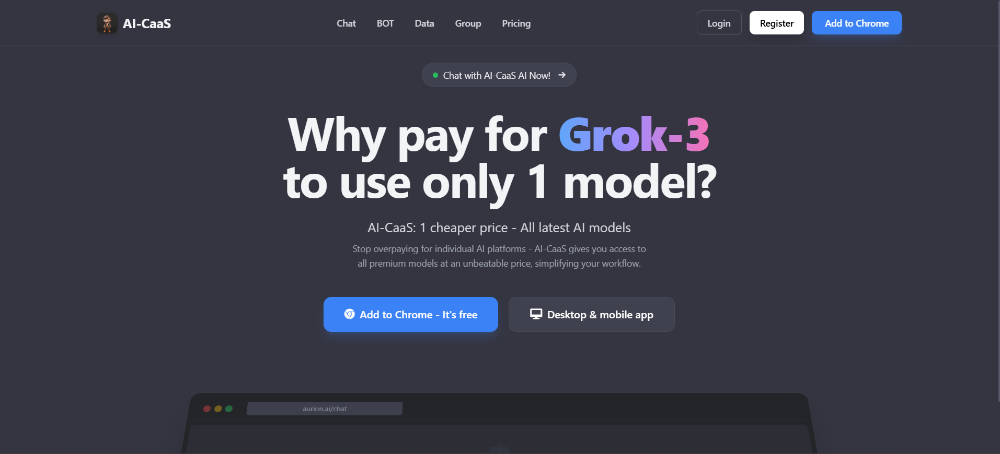 AI-CaaS
Chat
BOT
Data
Group
Pricing
Login
Register
Add to Chrome
Chat with AI-CaaS AI Now!
Why pay for Grok-3
to use only 1 model?
AI-CaaS: 1 cheaper price - All latest AI models
Stop overpaying for individual AI platforms - AI-CaaS gives you access to
all premium models at an unbeatable price, simplifying your workflow.
Add to Chrome - It's free
Desktop & mobile app
aurion.ai/chat